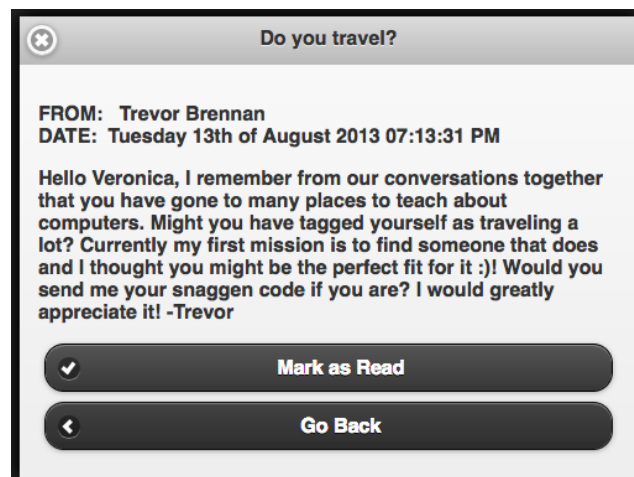 Do you travel?
FROM: Trevor Brennan
DATE: Tuesday 13th of August 2013 07:13:31 PM
Hello Veronica, I remember from our conversations together
that you have gone to many places to teach about
computers. Might you have tagged yourself as traveling a
lot? Currently my first mission is to find someone that does
and I thought you might be the perfect fit for it :)! Would you
send me your snaggen code if you are? I would greatly
appreciate it! -Trevor
Mark as Read
Go Back